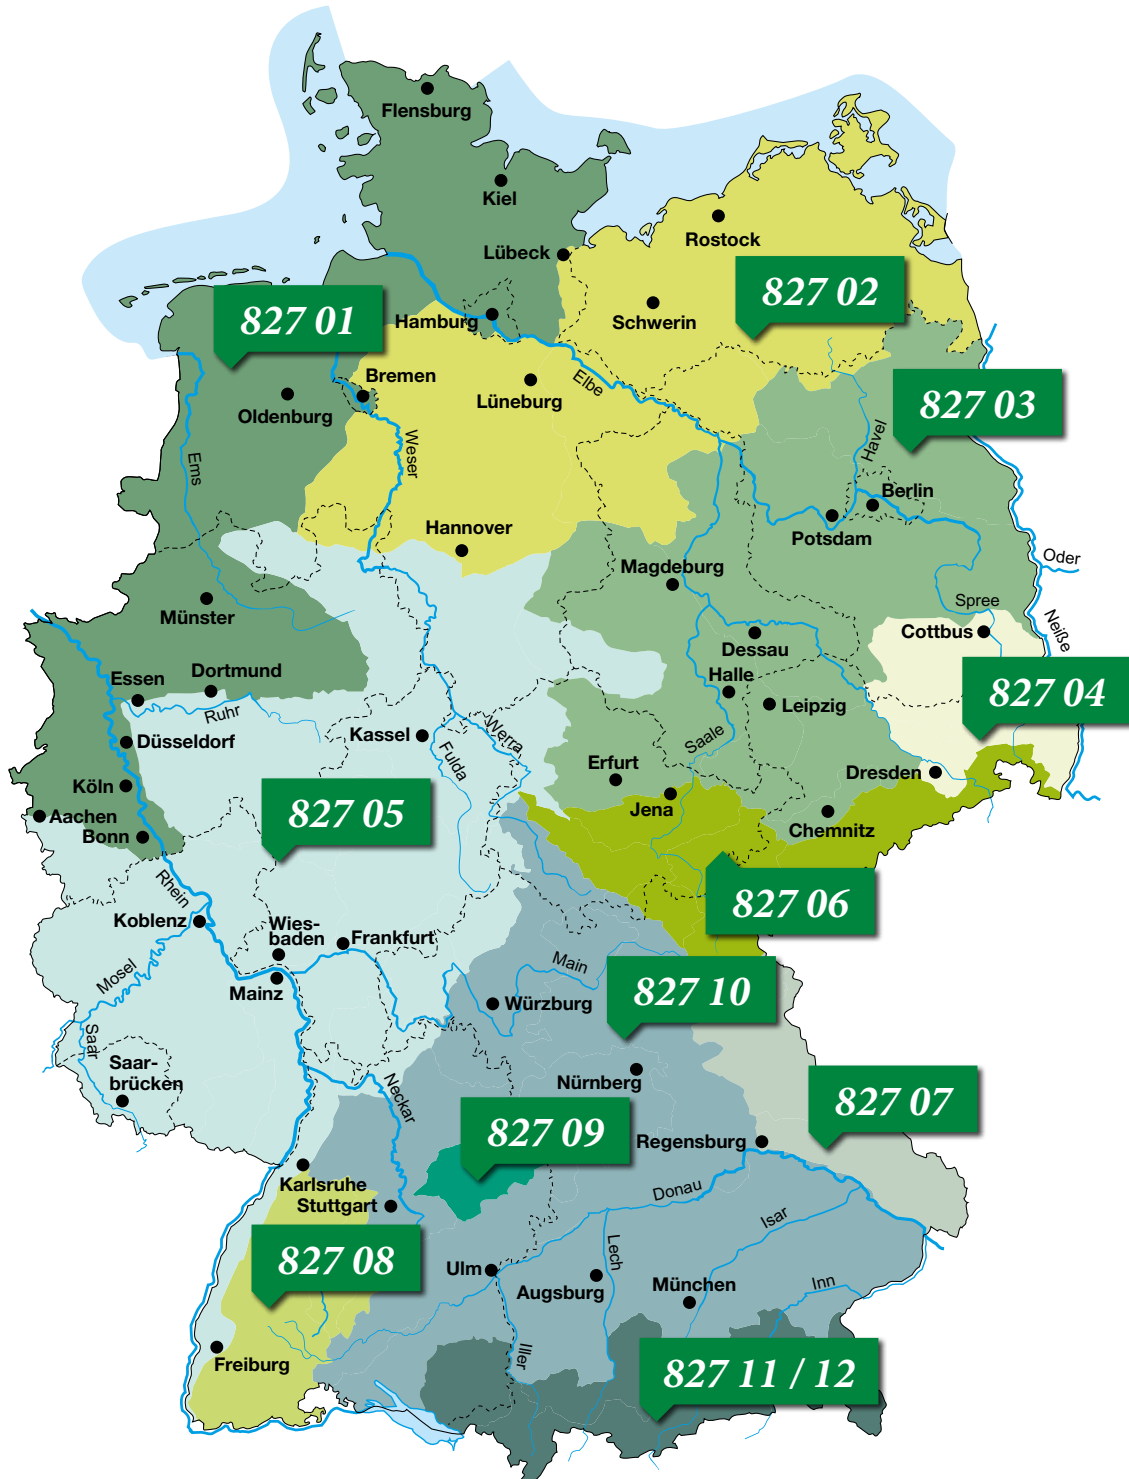 Flensburg
Kiel
Rostock
Lübeck
827 02
827 01
Hamburg
Schwerin
Bremen
Elbe
827 03
Lüneburg
Oldenburg
Weser
Havel
Ems
Berlin
Hannover
Potsdam
Oder
Magdeburg
Spree
Münster
Cottbus
Neiße
Dessau
Dortmund
Essen
Halle
827 04
Ruhr
Leipzig
Düsseldorf
Kassel
Werra
Saale
Fulda
Erfurt
Dresden
Köln
Jena
Aachen
827 05
Chemnitz
Bonn
Rhein
827 06
Koblenz
Wies-
baden
Frankfurt
Mosel
Main
Mainz
827 10
Würzburg
Saar
Saar-
brücken
Nürnberg
Neckar
827 07
827 09
Regensburg
Karlsruhe
Stuttgart
Donau
Isar
827 08
Lech
Ulm
Augsburg
München
Inn
Iller
Freiburg
827 11 / 12